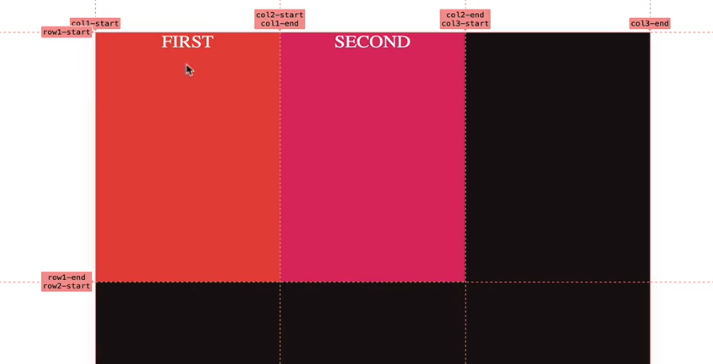 col2-start
col1-end
col2-end
col3-start
col1-start
col3-end
row1-start
FIRST
SECOND
row1-end
row2-start